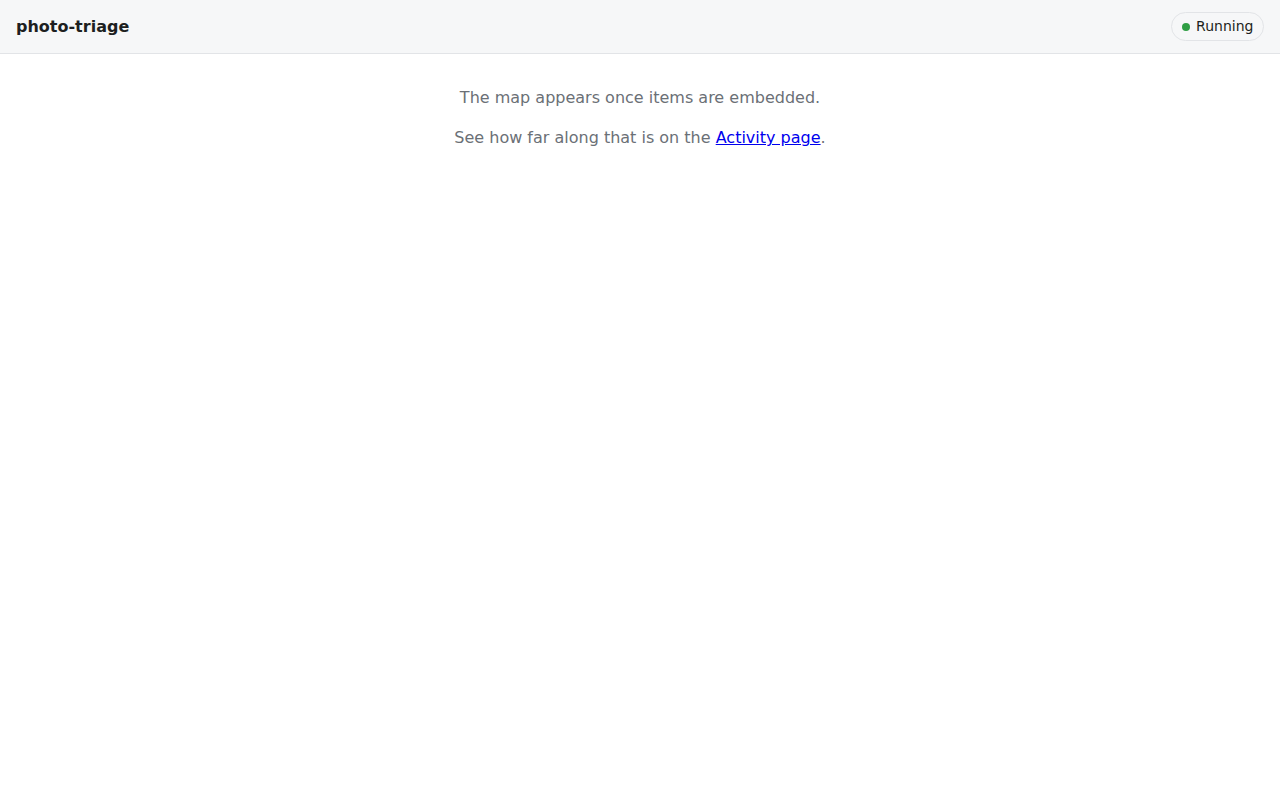 photo-triage
Running
The map appears once items are embedded.
See how far along that is on the Activity page.